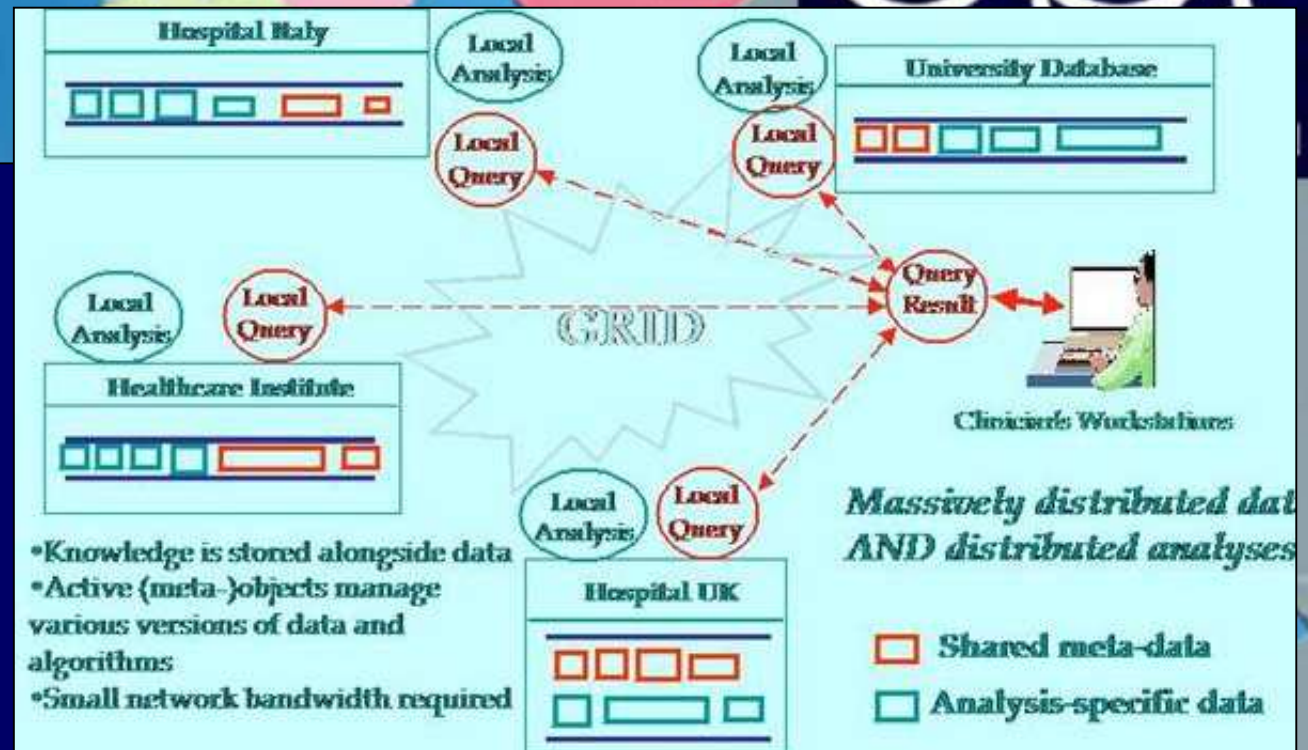 Hospital Italy
Local
Analysis
Local
Query
Local
Analysis
Local
Query
University Database
Local
Analysis
Local
Query
GRID
Query
Result
Healthcare Institute
Clinician's Workstations
Local
Analysis
Local
Query
Hospital UK
Massively distributed dat
AND distributed analyses
•Knowledge is stored alongside data
•Active (meta-)objects manage
various versions of data and
algorithms
•Small network bandwidth required
Shared meta-data
Analysis-specific data